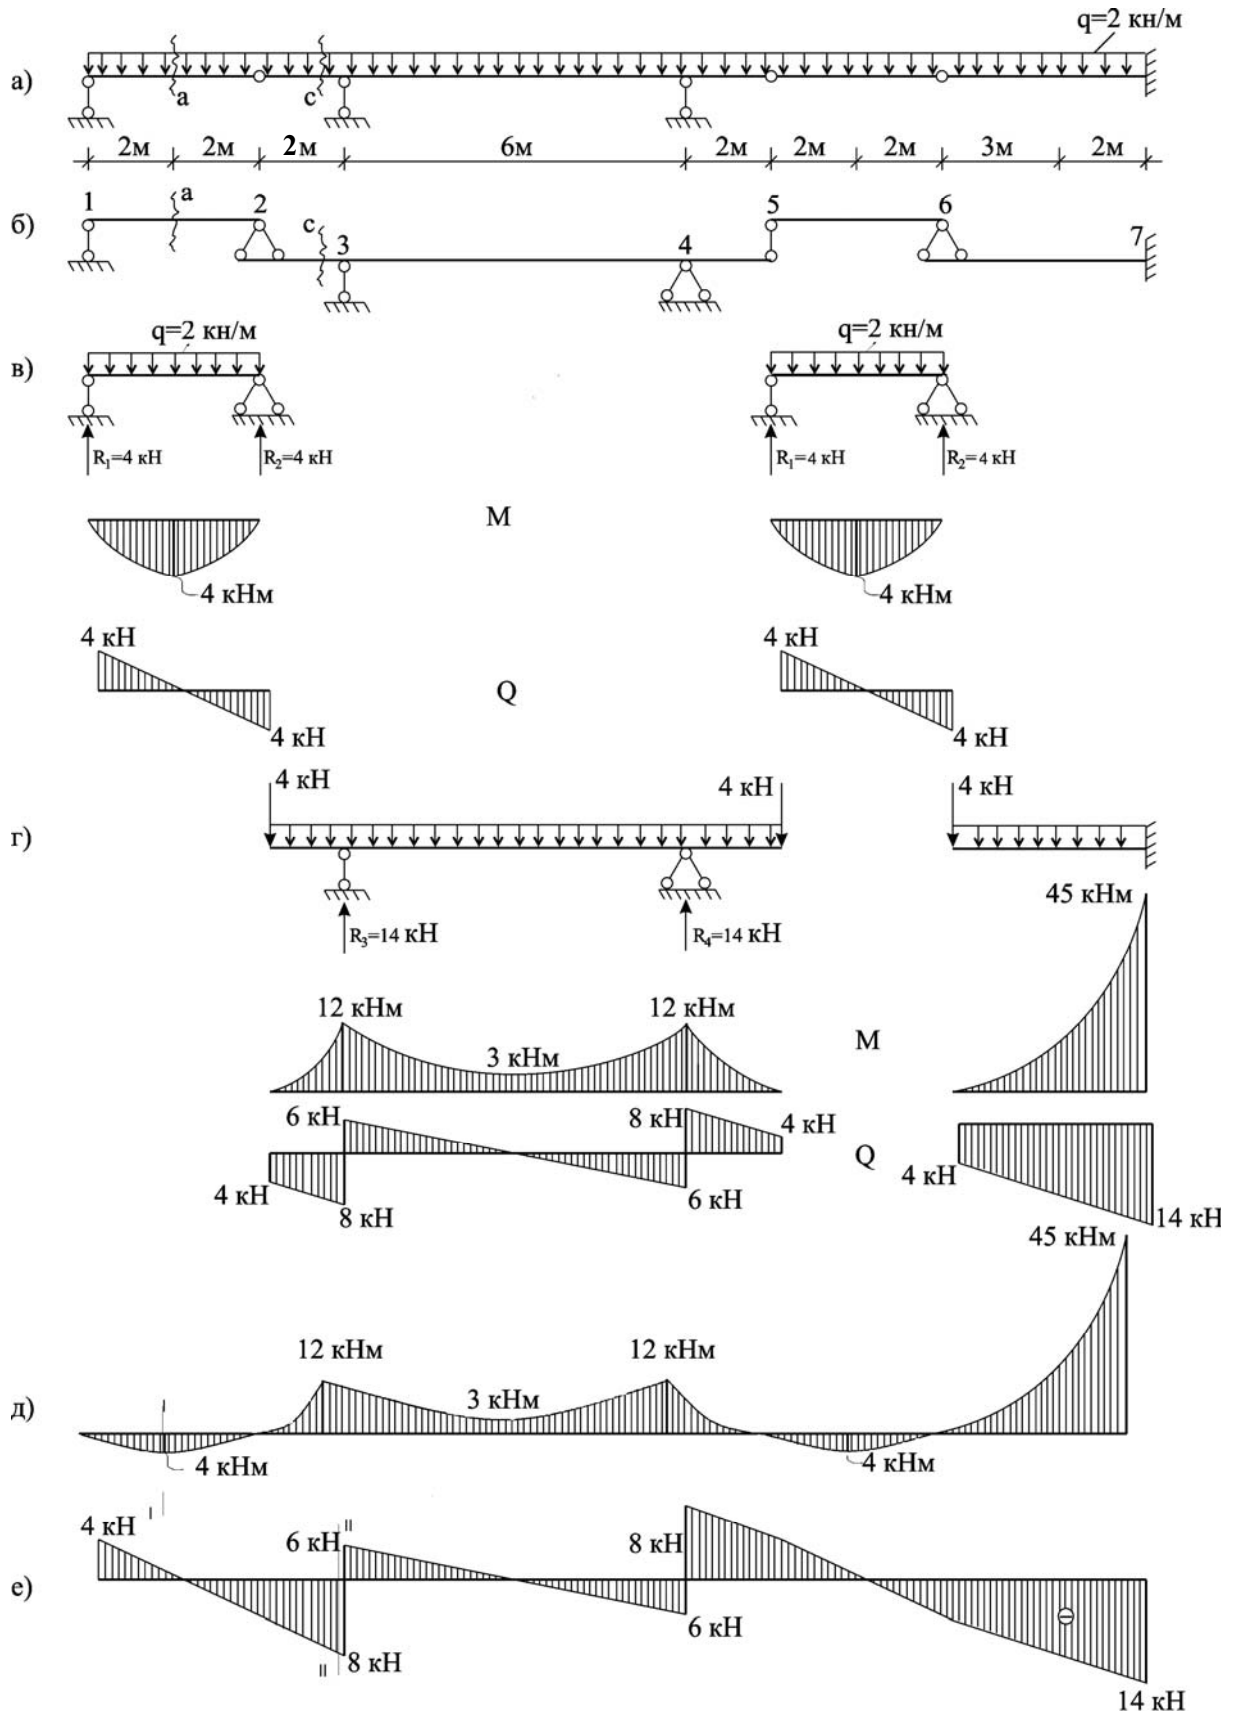 q=2 кн/м
а)
a
c
2м 2м 2м 6м 2м 2м 2м 3м 2м
б)
1 a 2 c 3 4 5 6 7
q=2 кн/м q=2 кн/м
в)
R₁=4 кН R₂=4 кН R₁=4 кН R₂=4 кН
М
4 кНм 4 кНм
4 кН 4 кН
Q
4 кН 4 кН
4 кН 4 кН 4 кН
г)
45 кНм
R₃=14 кН R₄=14 кН
12 кНм 12 кНм
М
3 кНм
6 кН 8 кН 4 кН
Q
4 кН 4 кН
8 кН 6 кН 14 кН
45 кНм
12 кНм 12 кНм
3 кНм
д)
I
4 кНм 4 кНм
I
4 кН 6 кН II 8 кН
е)
6 кН
II 8 кН
14 кН